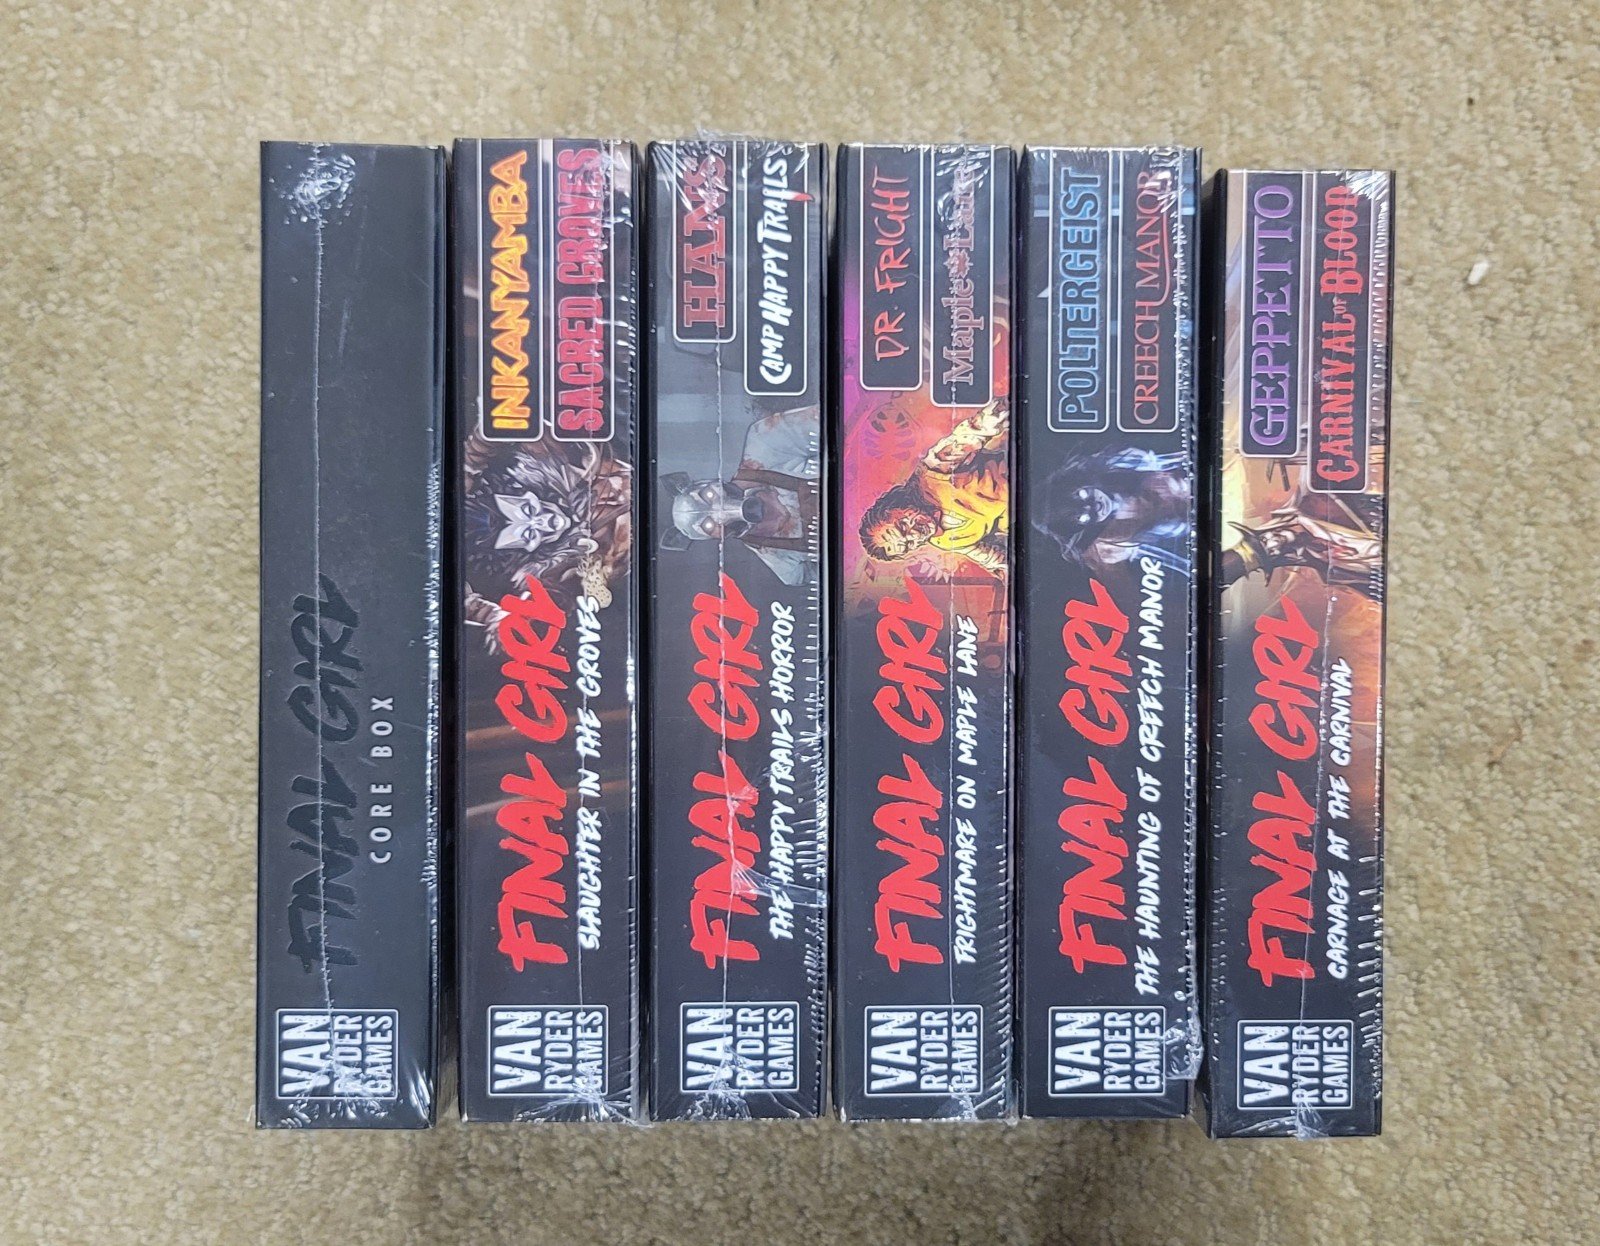 FINAL GIRL
CORE BOX
VAN
RYDER
GAMES
INKANYAMBA
SACRED GROVES
FINAL GIRL
SLAUGHTER IN THE GROVES
VAN
RYDER
GAMES
HANS
CAMP HAPPY TRAILS
FINAL GIRL
THE HAPPY TRAILS HORROR
VAN
RYDER
GAMES
DR. FRIGHT
Maple Lane
FINAL GIRL
FRIGHTMARE ON MAPLE LANE
VAN
RYDER
GAMES
POLTERGEIST
CREECH MANOR
FINAL GIRL
THE HAUNTING OF CREECH MANOR
VAN
RYDER
GAMES
GEPPETTO
CARNIVAL OF BLOOD
FINAL GIRL
CARNAGE AT THE CARNIVAL
VAN
RYDER
GAMES